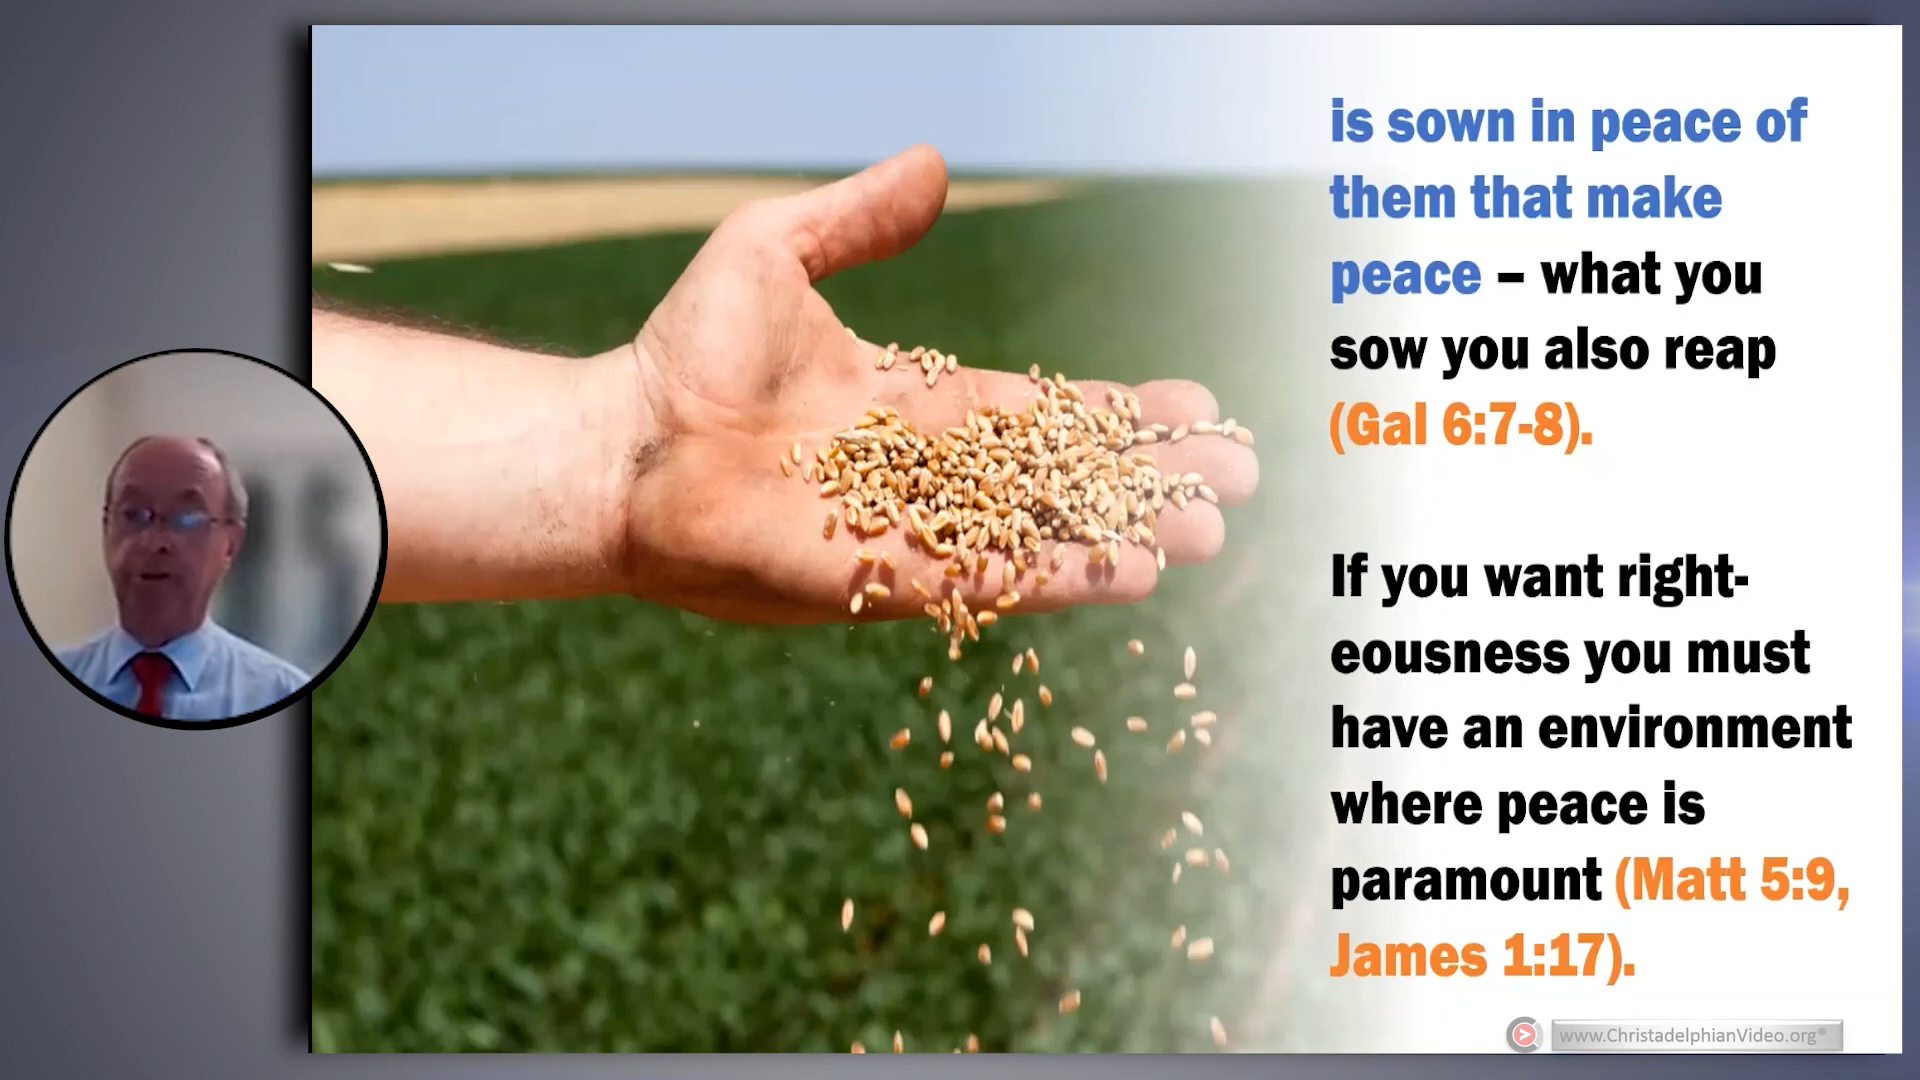 is sown in peace of
them that make
peace – what you
sow you also reap
(Gal 6:7-8).
If you want right-
eousness you must
have an environment
where peace is
paramount (Matt 5:9,
James 1:17).
www.ChristadelphianVideo.org®